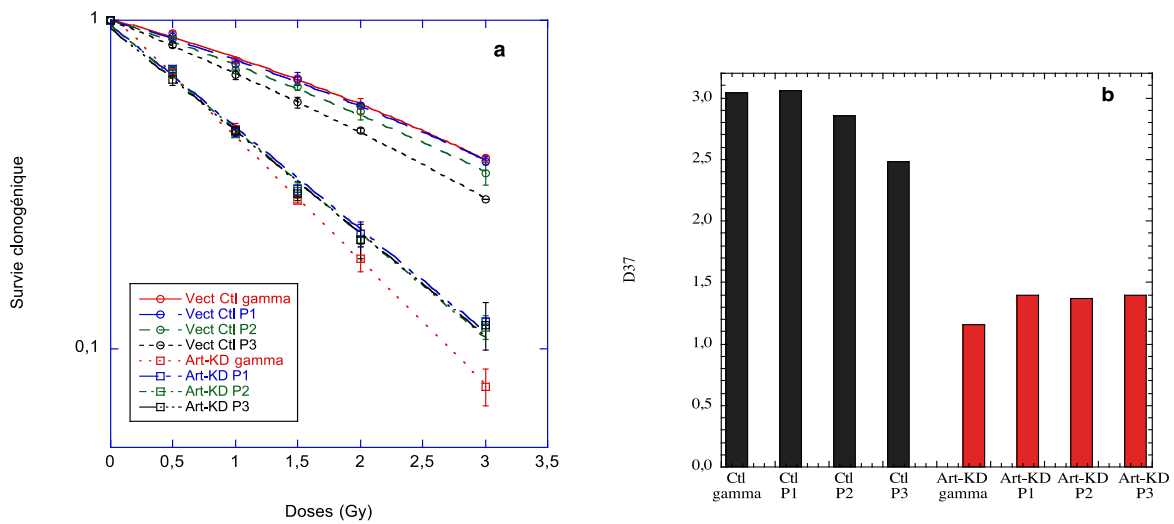 a
1
0,1
Survie clonogénique
Vect Ctl gamma
Vect Ctl P1
Vect Ctl P2
Vect Ctl P3
Art-KD gamma
Art-KD P1
Art-KD P2
Art-KD P3
0 0,5 1 1,5 2 2,5 3 3,5
Doses (Gy)
b
3,0
2,5
2,0
1,5
1,0
0,5
0,0
D37
Ctl Ctl Ctl Ctl Art-KD Art-KD Art-KD Art-KD
gamma P1 P2 P3 gamma P1 P2 P3